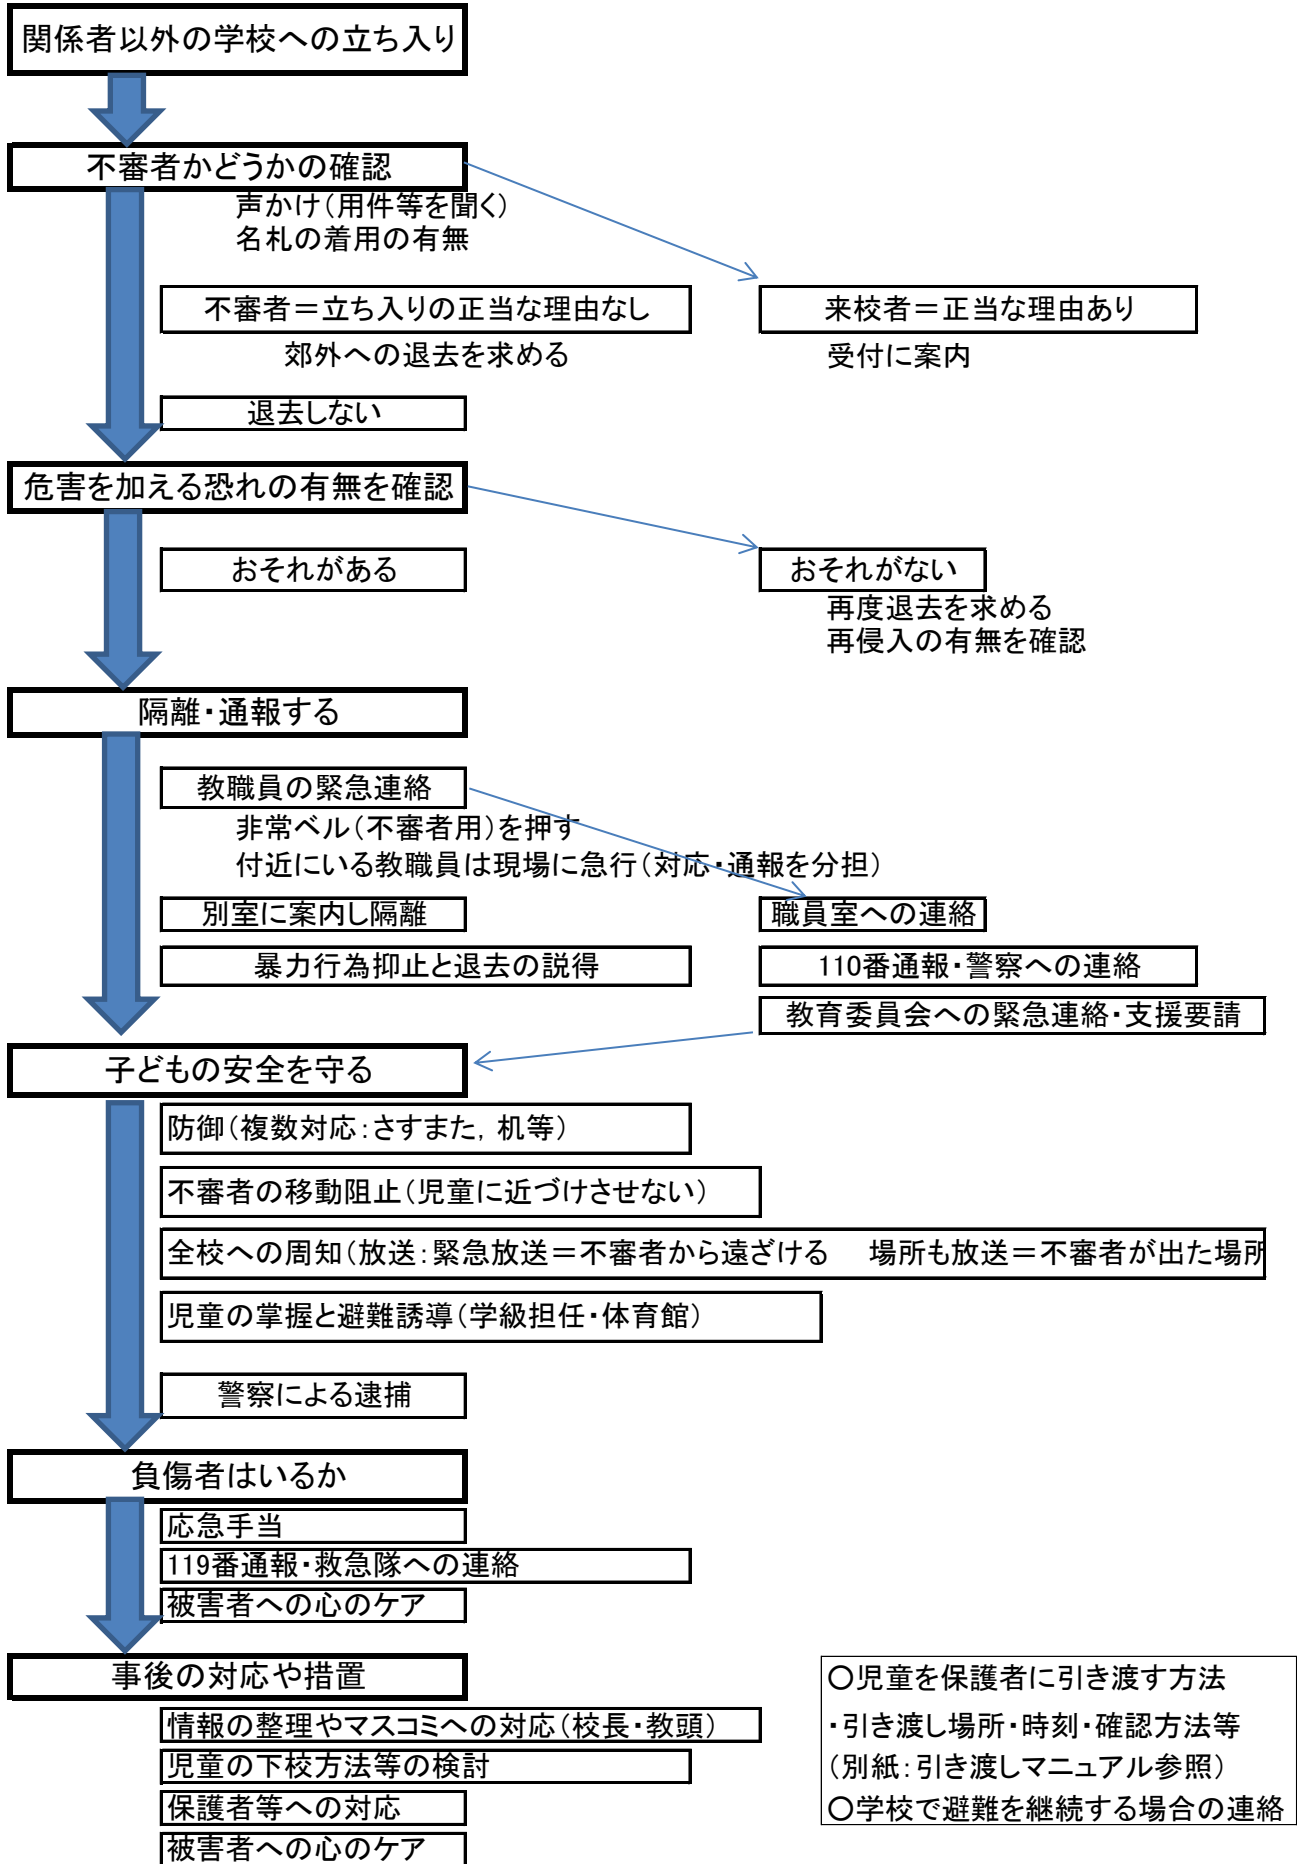 関係者以外の学校への立ち入り
不審者かどうかの確認
声かけ（用件等を聞く）
名札の着用の有無
不審者＝立ち入りの正当な理由なし
来校者＝正当な理由あり
郊外への退去を求める
受付に案内
退去しない
危害を加える恐れの有無を確認
おそれがある
おそれがない
再度退去を求める
再侵入の有無を確認
隔離・通報する
教職員の緊急連絡
非常ベル（不審者用）を押す
付近にいる教職員は現場に急行（対応・通報を分担）
別室に案内し隔離
職員室への連絡
暴力行為抑止と退去の説得
110番通報・警察への連絡
教育委員会への緊急連絡・支援要請
子どもの安全を守る
防御（複数対応：さすまた，机等）
不審者の移動阻止（児童に近づけさせない）
全校への周知（放送：緊急放送＝不審者から遠ざける　場所も放送＝不審者が出た場所
児童の掌握と避難誘導（学級担任・体育館）
警察による逮捕
負傷者はいるか
応急手当
119番通報・救急隊への連絡
被害者への心のケア
事後の対応や措置
情報の整理やマスコミへの対応（校長・教頭）
児童の下校方法等の検討
保護者等への対応
被害者への心のケア
〇児童を保護者に引き渡す方法
・引き渡し場所・時刻・確認方法等
（別紙：引き渡しマニュアル参照）
〇学校で避難を継続する場合の連絡